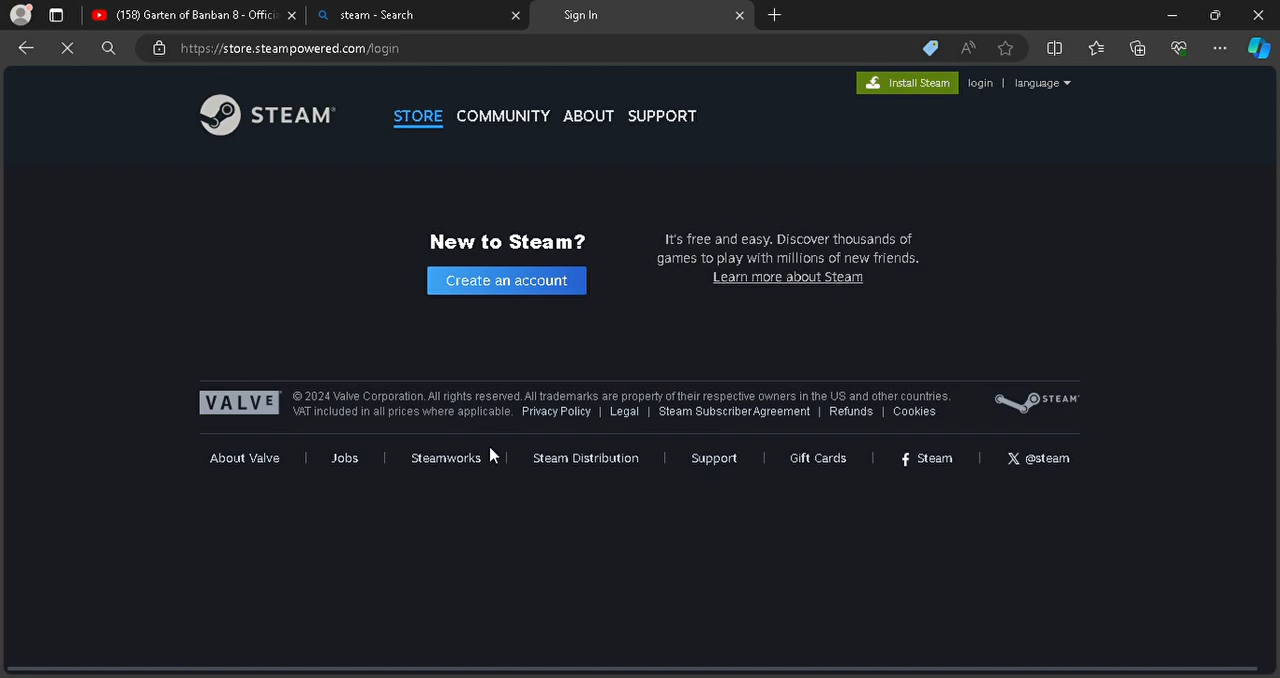 (158) Garten of Banban 8 - Offici
steam - Search
Sign In
https://store.steampowered.com/login
Install Steam
login | language
STEAM®
STORE COMMUNITY ABOUT SUPPORT
New to Steam?
Create an account
It's free and easy. Discover thousands of
games to play with millions of new friends.
Learn more about Steam
VALVE
© 2024 Valve Corporation. All rights reserved. All trademarks are property of their respective owners in the US and other countries.
VAT included in all prices where applicable. Privacy Policy | Legal | Steam Subscriber Agreement | Refunds | Cookies
STEAM
About Valve | Jobs | Steamworks | Steam Distribution | Support | Gift Cards | Steam | @steam